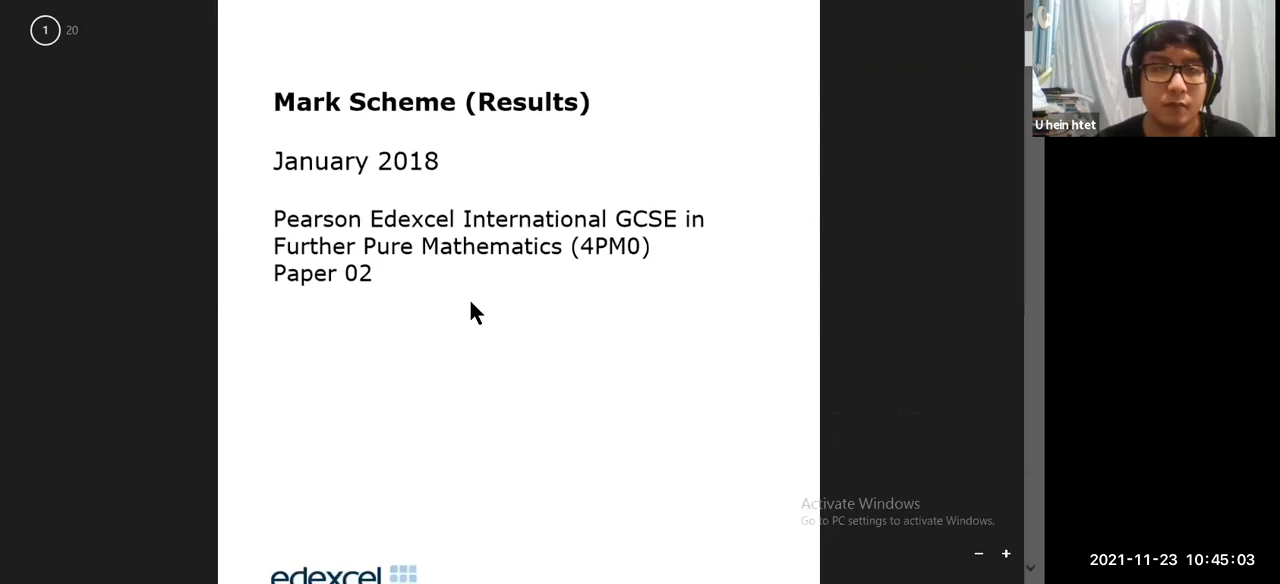 1 20
Mark Scheme (Results)
January 2018
Pearson Edexcel International GCSE in
Further Pure Mathematics (4PM0)
Paper 02
edexcel
U hein htet
Activate Windows
Go to PC settings to activate Windows.
2021-11-23 10:45:03